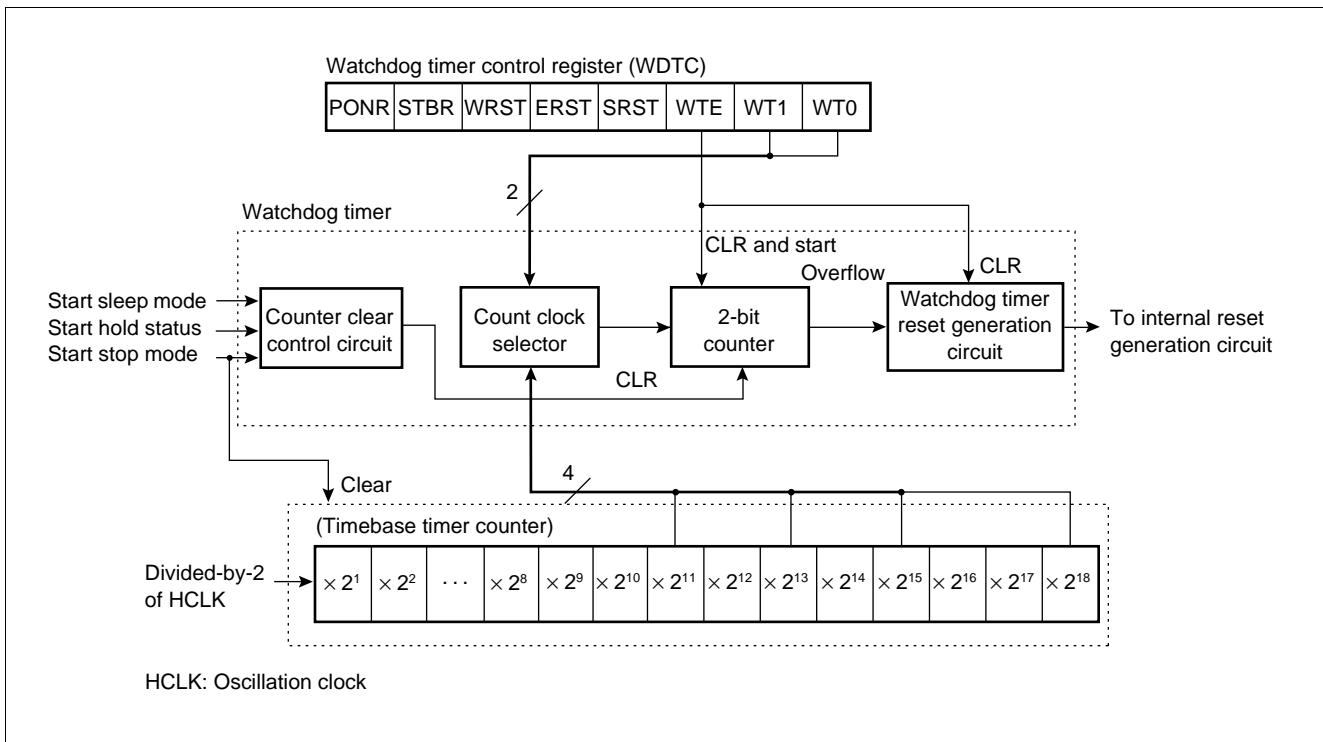 Watchdog timer control register (WDTC)
PONR STBR WRST ERST SRST WTE WT1 WT0
2
Watchdog timer
CLR and start
Overflow
CLR
Start sleep mode
Start hold status
Start stop mode
Counter clear
control circuit
Count clock
selector
2-bit
counter
Watchdog timer
reset generation
circuit
To internal reset
generation circuit
CLR
4
Clear
(Timebase timer counter)
Divided-by-2
of HCLK
× 2¹ × 2² ··· × 2⁸ × 2⁹ × 2¹⁰ × 2¹¹ × 2¹² × 2¹³ × 2¹⁴ × 2¹⁵ × 2¹⁶ × 2¹⁷ × 2¹⁸
HCLK: Oscillation clock